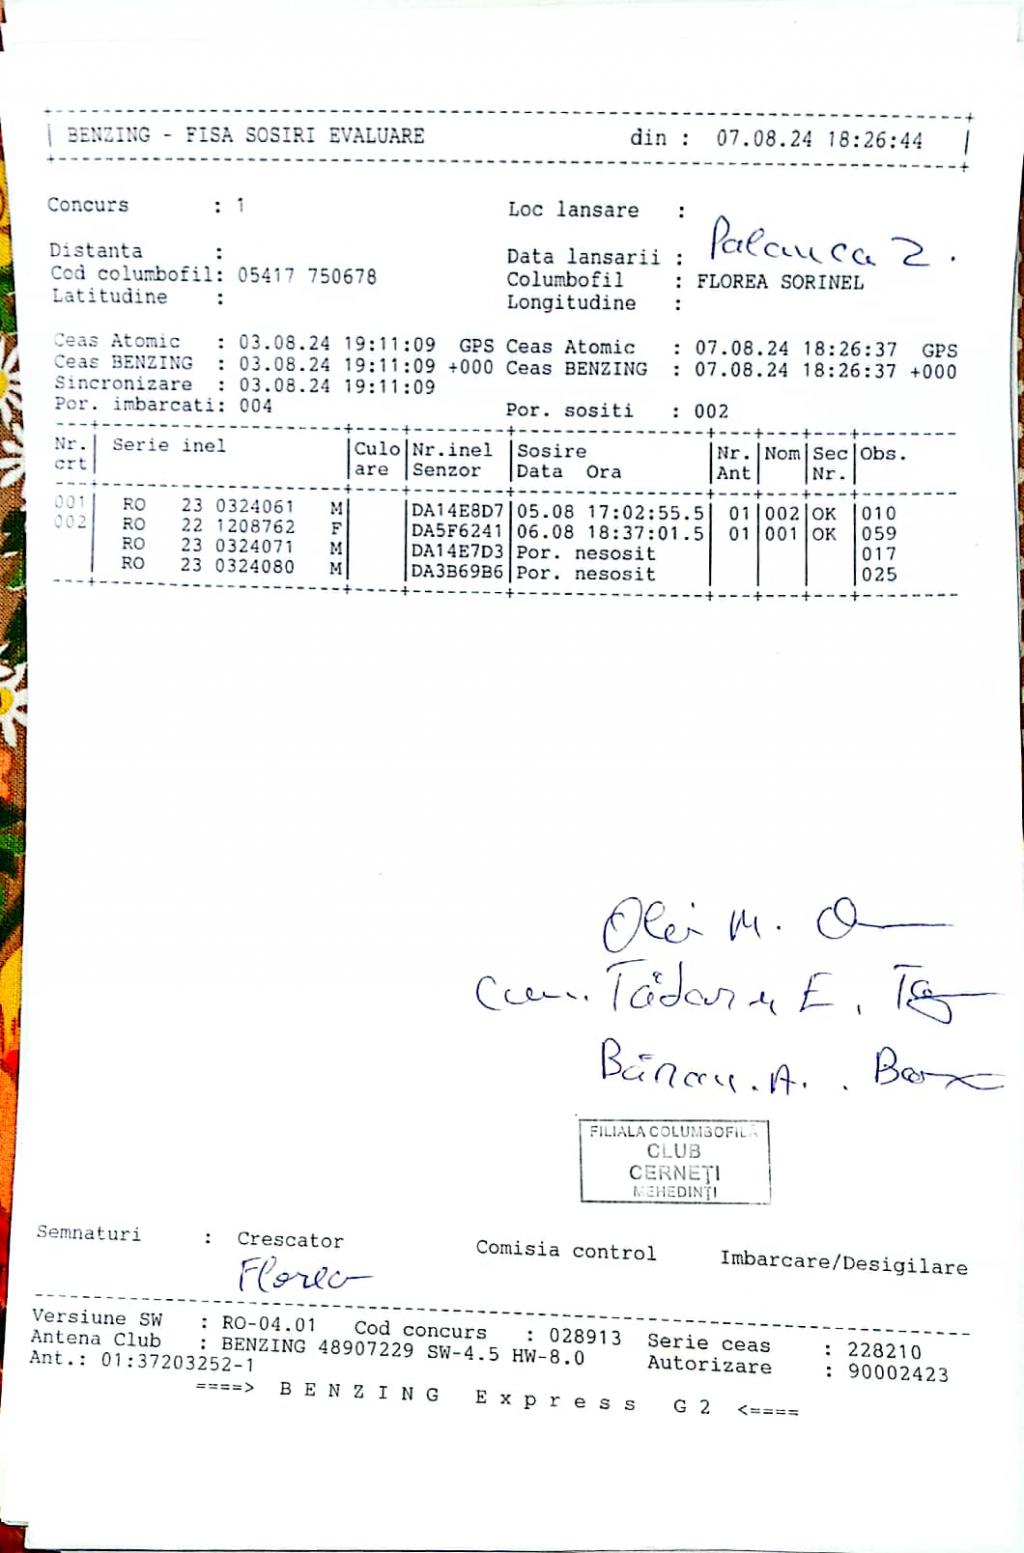 BENZING - FISA SOSIRI EVALUARE din : 07.08.24 18:26:44
Concurs : 1 Loc lansare :
Palanca 2.
Distanta : Data lansarii :
Cod columbofil: 05417 750678 Columbofil : FLOREA SORINEL
Latitudine : Longitudine :
Ceas Atomic : 03.08.24 19:11:09 GPS Ceas Atomic : 07.08.24 18:26:37 GPS
Ceas BENZING : 03.08.24 19:11:09 +000 Ceas BENZING : 07.08.24 18:26:37 +000
Sincronizare : 03.08.24 19:11:09
Por. imbarcati: 004 Por. sositi : 002
Nr. Serie inel Culo Nr.inel Sosire Nr. Nom Sec Obs.
crt are Senzor Data Ora Ant Nr.
001 RO 23 0324061 M DA14E8D7 05.08 17:02:55.5 01 002 OK 010
002 RO 22 1208762 F DA5F6241 06.08 18:37:01.5 01 001 OK 059
RO 23 0324071 M DA14E7D3 Por. nesosit 017
RO 23 0324080 M DA3B69B6 Por. nesosit 025
M.
E.
A.
FILIALA COLUMBOFILĂ
CLUB
CERNEŢI
MEHEDINŢI
Semnaturi : Crescator Comisia control Imbarcare/Desigilare
Florea
Versiune SW : RO-04.01 Cod concurs : 028913 Serie ceas : 228210
Antena Club : BENZING 48907229 SW-4.5 HW-8.0 Autorizare : 90002423
Ant.: 01:37203252-1
====> B E N Z I N G E x p r e s s G 2 <====